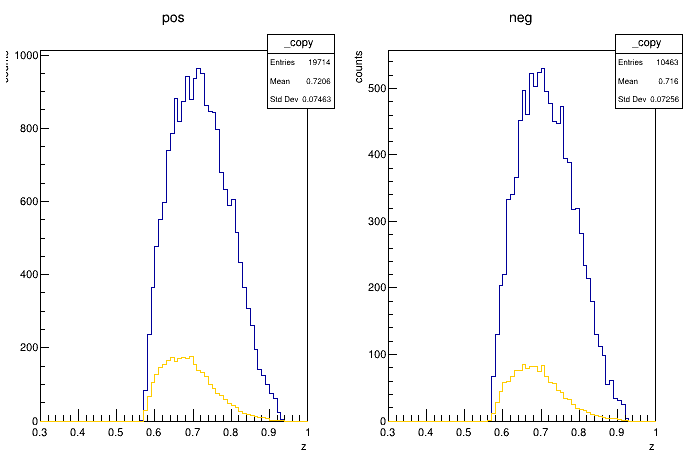 pos
neg
_copy
Entries 19714
Mean 0.7206
Std Dev 0.07463
_copy
Entries 10463
Mean 0.716
Std Dev 0.07256
counts
1000
800
600
400
200
0
0.3 0.4 0.5 0.6 0.7 0.8 0.9 1
z
counts
500
400
300
200
100
0
0.3 0.4 0.5 0.6 0.7 0.8 0.9 1
z